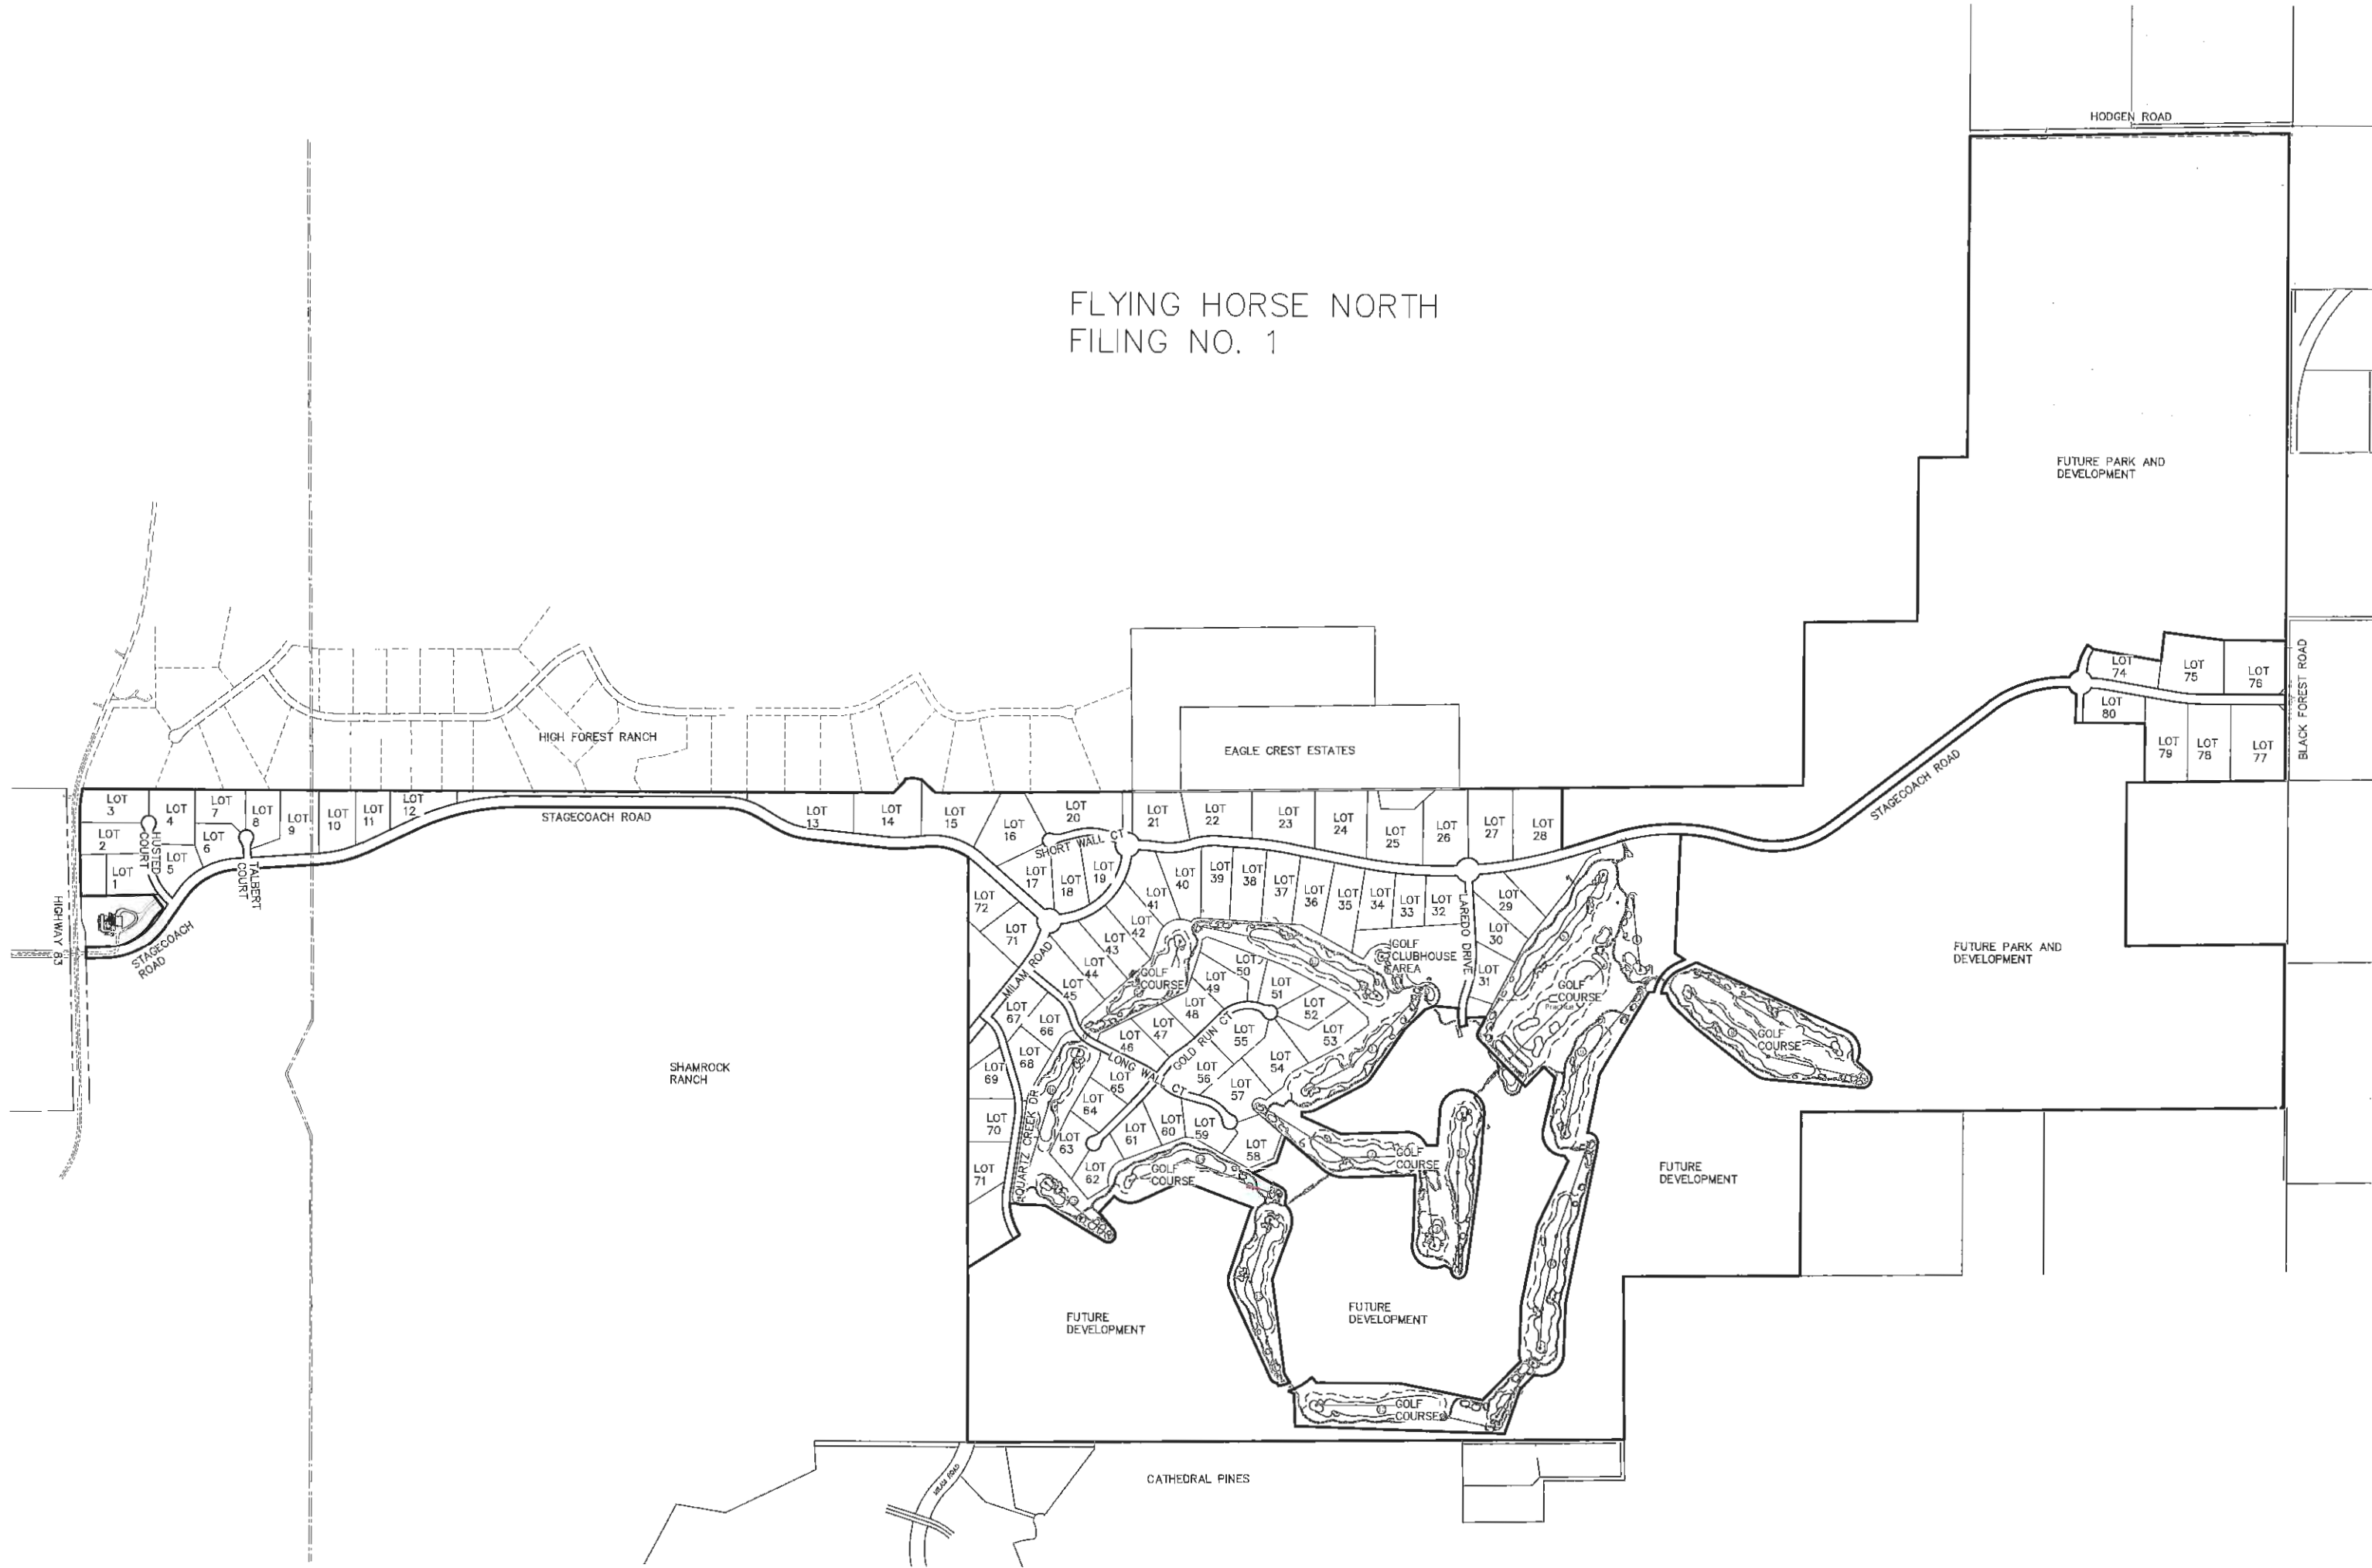 HODGEN ROAD
FLYING HORSE NORTH
FILING NO. 1
FUTURE PARK AND
DEVELOPMENT
BLACK FOREST ROAD
LOT
74
LOT
75
LOT
76
LOT
80
LOT
79
LOT
78
LOT
77
STAGECOACH ROAD
HIGH FOREST RANCH
EAGLE CREST ESTATES
LOT
3
LOT
4
LOT
7
LOT
8
LOT
9
LOT
10
LOT
11
LOT
12
STAGECOACH ROAD
LOT
13
LOT
14
LOT
15
LOT
16
LOT
20
LOT
21
LOT
22
LOT
23
LOT
24
LOT
25
LOT
26
LOT
27
LOT
28
LOT
2
HUSTED
COURT
LOT
6
LOT
5
LOT
1
TALBERT
COURT
HIGHWAY 83
STAGECOACH
ROAD
SHORT WALL CT
LOT
17
LOT
18
LOT
19
LOT
40
LOT
39
LOT
38
LOT
37
LOT
36
LOT
35
LOT
34
LOT
33
LOT
32
LAREDO DRIVE
LOT
29
LOT
30
LOT
31
LOT
72
LOT
71
LOT
41
LOT
42
LOT
43
LOT
44
LOT
45
MILAM ROAD
GOLF
COURSE
LOT
50
LOT
49
LOT
51
LOT
48
LOT
52
LOT
53
GOLF
CLUBHOUSE
AREA
GOLF
COURSE
Practice
GOLF
COURSE
FUTURE PARK AND
DEVELOPMENT
LOT
67
LOT
66
LOT
68
LOT
69
LOT
70
LOT
71
QUARTZ CREEK DR
LOT
46
LOT
47
GOLD RUN CT
LONG WALL CT
LOT
55
LOT
54
LOT
56
LOT
57
LOT
65
LOT
64
LOT
63
LOT
62
LOT
61
LOT
60
LOT
59
LOT
58
GOLF
COURSE
GOLF
COURSE
SHAMROCK
RANCH
FUTURE
DEVELOPMENT
FUTURE
DEVELOPMENT
FUTURE
DEVELOPMENT
GOLF
COURSE
MILAM ROAD
CATHEDRAL PINES